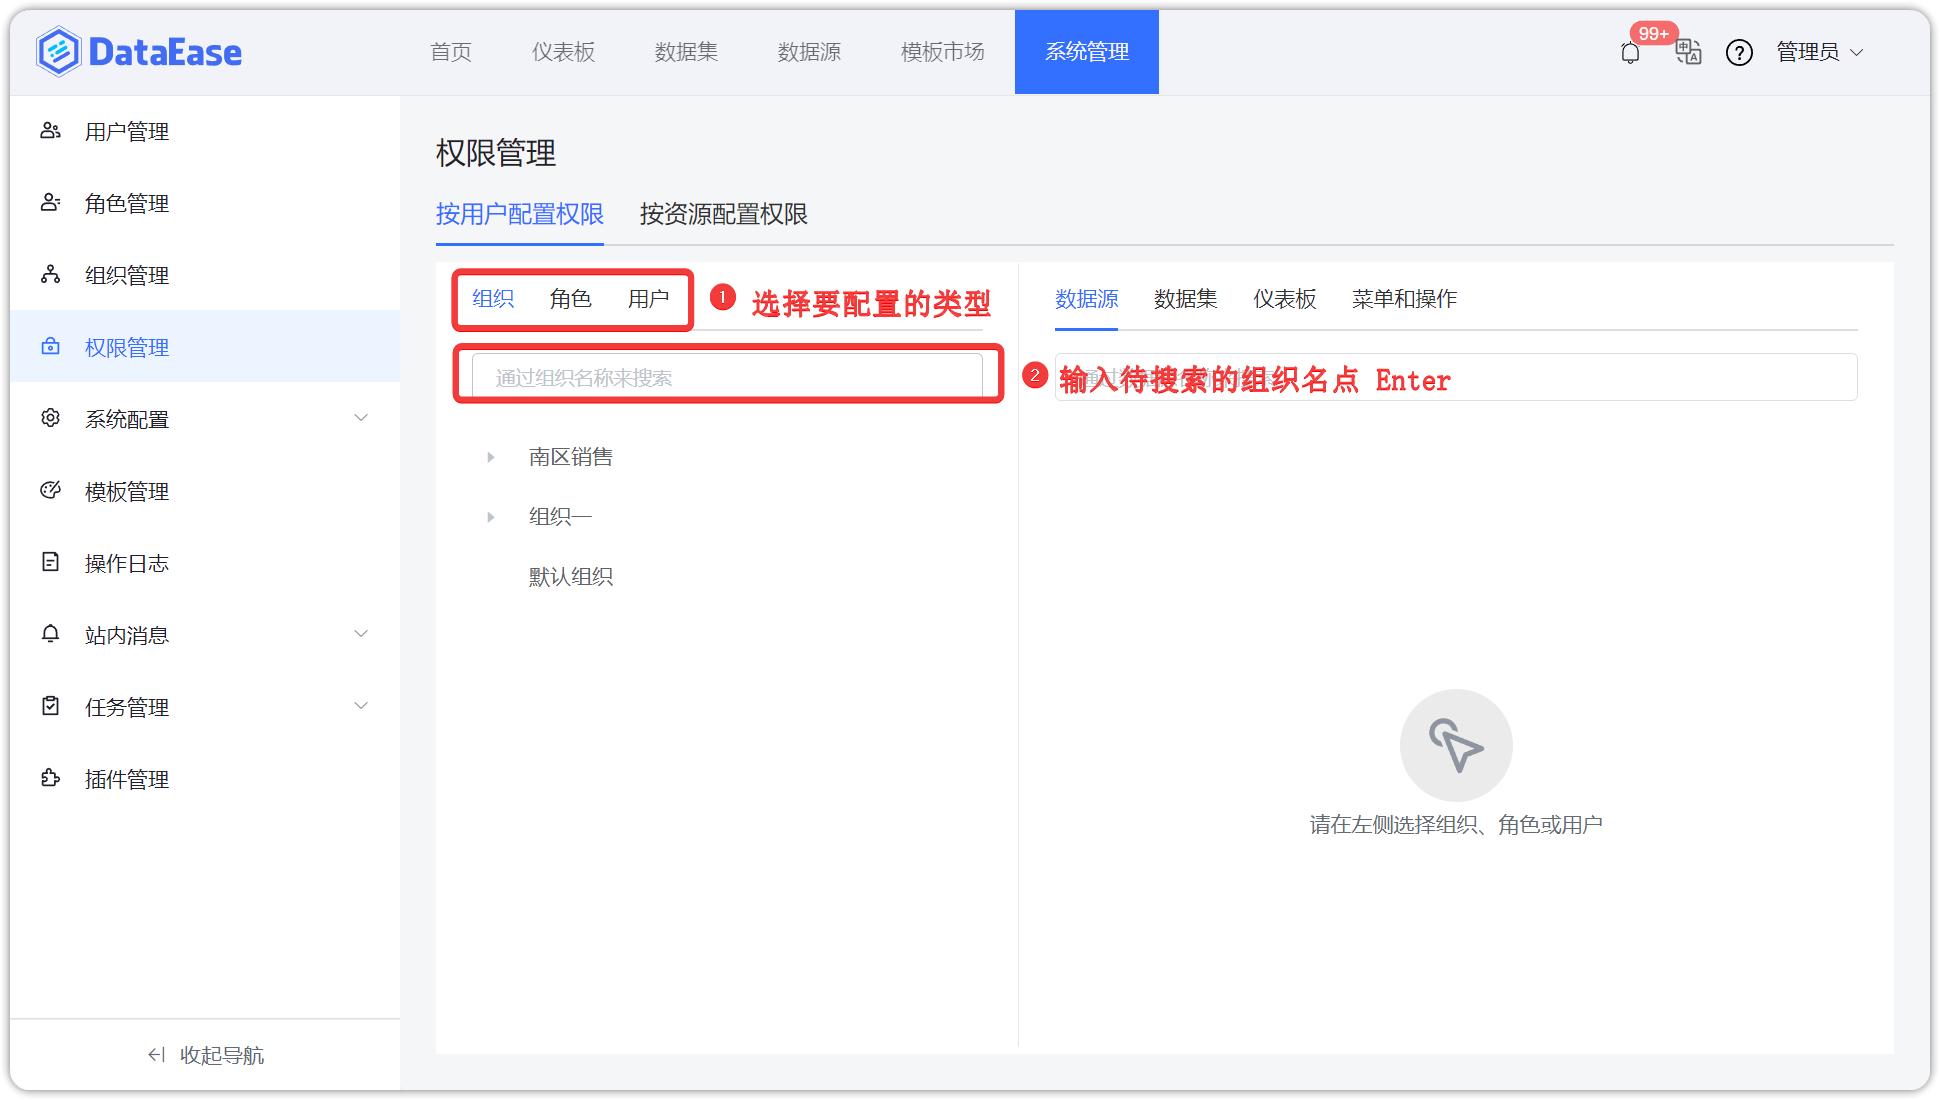 DataEase 首页 仪表板 数据集 数据源 模板市场 系统管理 99+ 管理员
用户管理
角色管理
组织管理
权限管理
系统配置
模板管理
操作日志
站内消息
任务管理
插件管理
收起导航
权限管理
按用户配置权限 按资源配置权限
组织 角色 用户 1 选择要配置的类型
通过组织名称来搜索
南区销售
组织一
默认组织
数据源 数据集 仪表板 菜单和操作
2 输入待搜索的组织名点 Enter
请在左侧选择组织、角色或用户